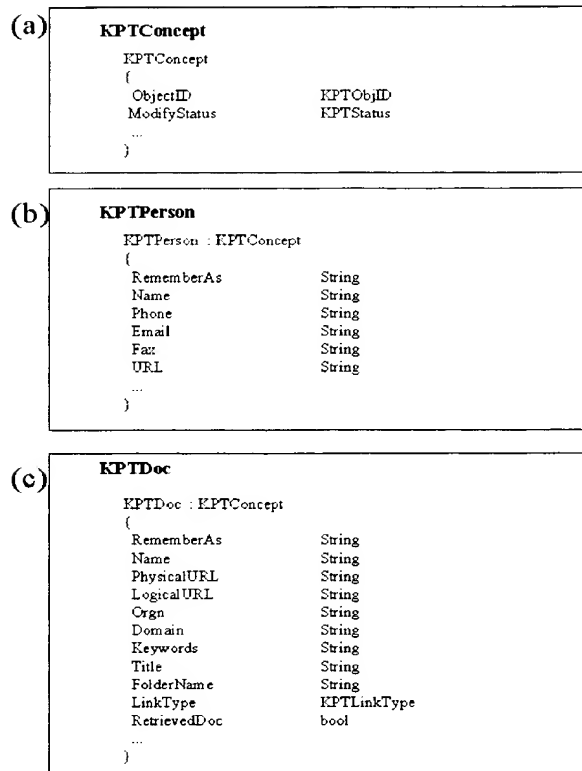 (a)
KPTConcept
KPTConcept
{
ObjectID KPTObjID
ModifyStatus KPTStatus
...
}
(b)
KPTPerson
KPTPerson : KPTConcept
{
RememberAs String
Name String
Phone String
Email String
Fax String
URL String
...
}
(c)
KPTDoc
KPTDoc : KPTConcept
{
RememberAs String
Name String
PhysicalURL String
LogicalURL String
Orgn String
Domain String
Keywords String
Title String
FolderName String
LinkType KPTLinkType
RetrievedDoc bool
...
}